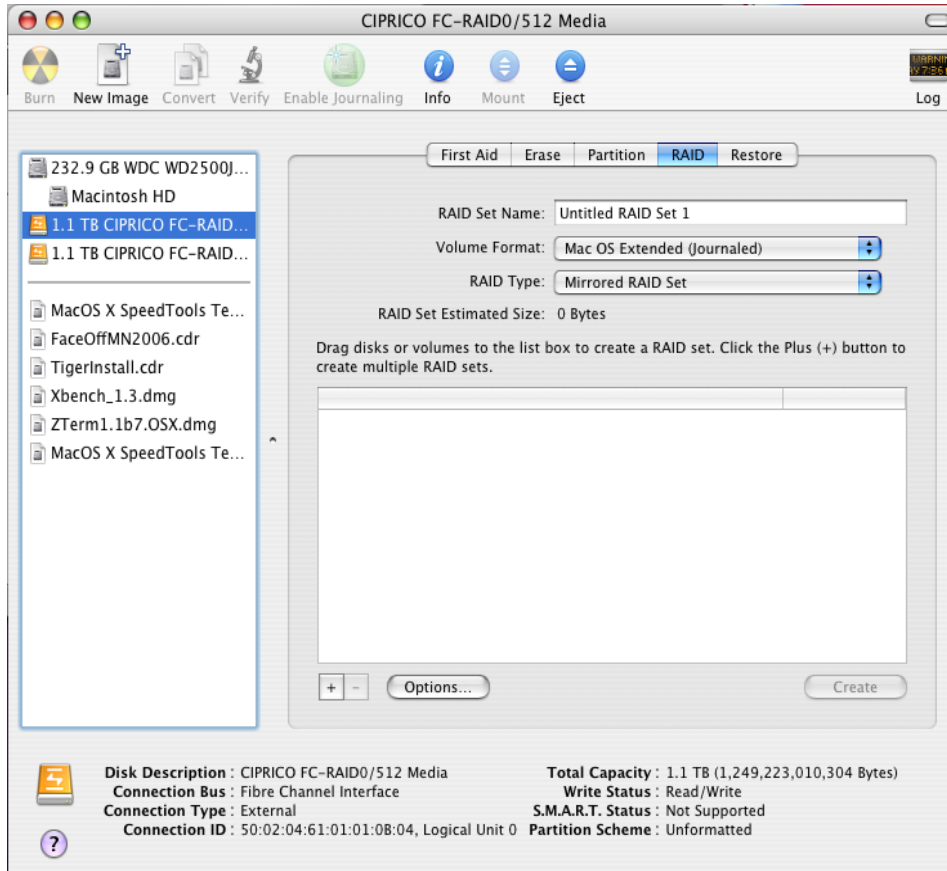 CIPRICO FC-RAID0/512 Media
Burn New Image Convert Verify Enable Journaling Info Mount Eject Log
232.9 GB WDC WD2500J...
Macintosh HD
1.1 TB CIPRICO FC-RAID...
1.1 TB CIPRICO FC-RAID...
MacOS X SpeedTools Te...
FaceOffMN2006.cdr
TigerInstall.cdr
Xbench_1.3.dmg
ZTerm1.1b7.OSX.dmg
MacOS X SpeedTools Te...
First Aid Erase Partition RAID Restore
RAID Set Name: Untitled RAID Set 1
Volume Format: Mac OS Extended (Journaled)
RAID Type: Mirrored RAID Set
RAID Set Estimated Size: 0 Bytes
Drag disks or volumes to the list box to create a RAID set. Click the Plus (+) button to
create multiple RAID sets.
+ - Options... Create
Disk Description : CIPRICO FC-RAID0/512 Media
Connection Bus : Fibre Channel Interface
Connection Type : External
Connection ID : 50:02:04:61:01:01:0B:04, Logical Unit 0
Total Capacity : 1.1 TB (1,249,223,010,304 Bytes)
Write Status : Read/Write
S.M.A.R.T. Status : Not Supported
Partition Scheme : Unformatted
?